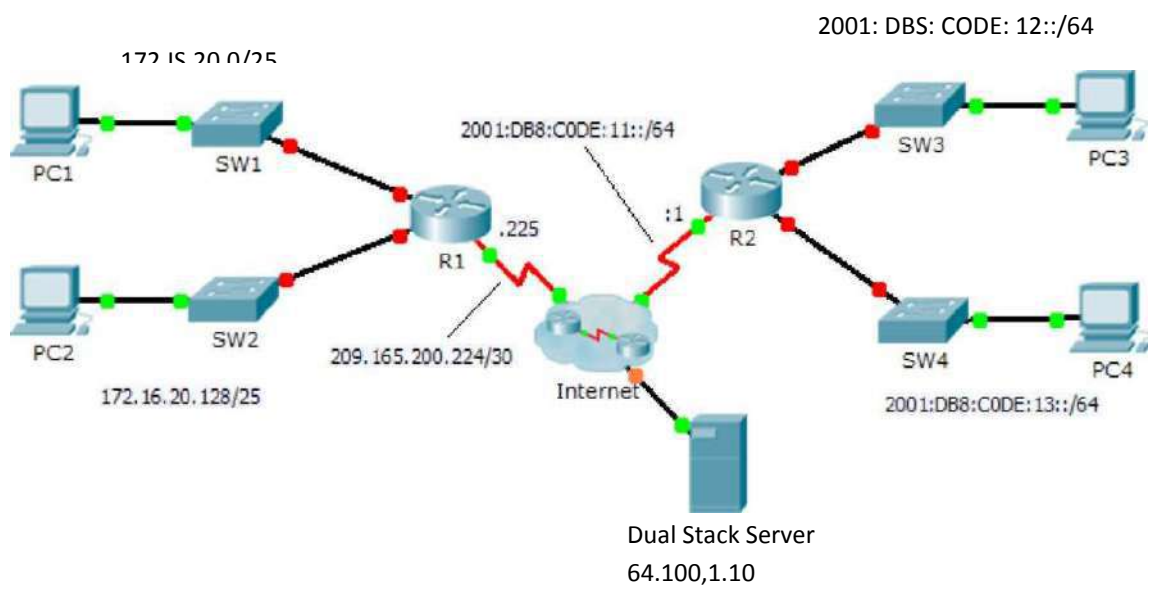 2001: DBS: CODE: 12::/64
172.IS.20.0/25
2001:DB8:C0DE:11::/64
PC1
SW1
SW3
PC3
.225
:1
R1
R2
PC2
SW2
209.165.200.224/30
Internet
SW4
PC4
172.16.20.128/25
2001:DB8:C0DE:13::/64
Dual Stack Server
64.100,1.10